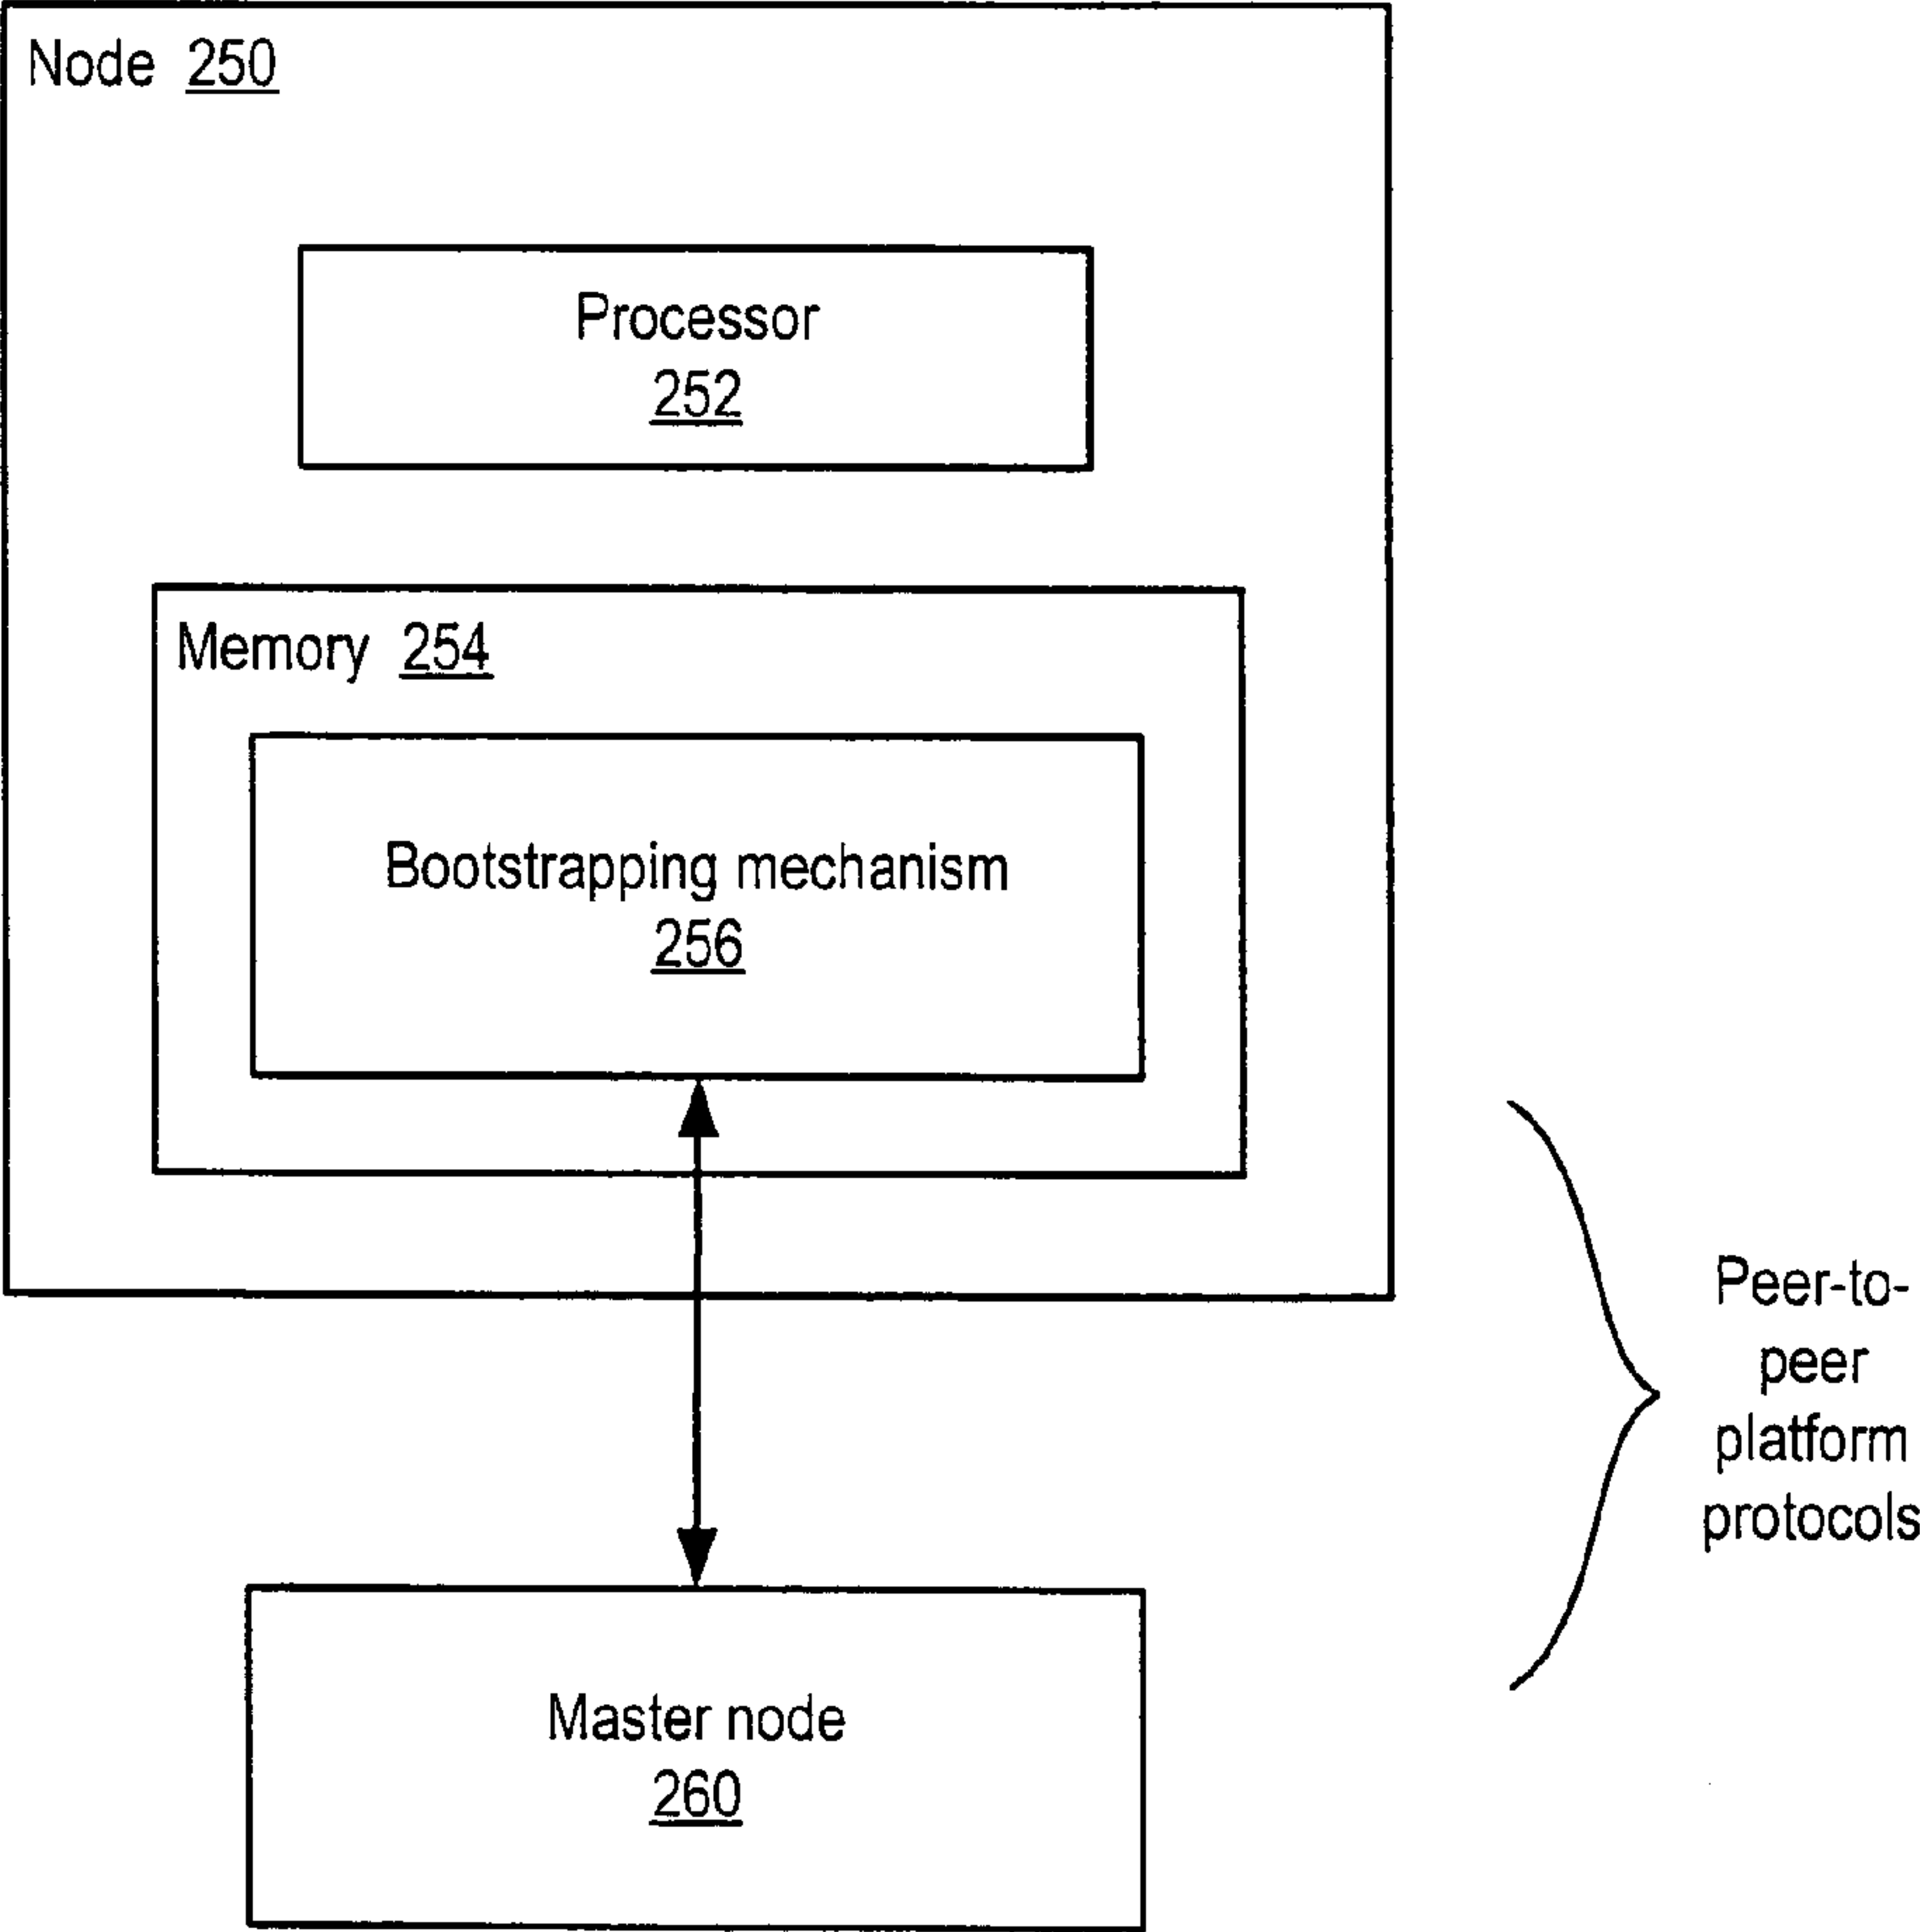 Node 250
Processor
252
Memory 254
Bootstrapping mechanism
256
Peer-to-
peer
platform
protocols
Master node
260